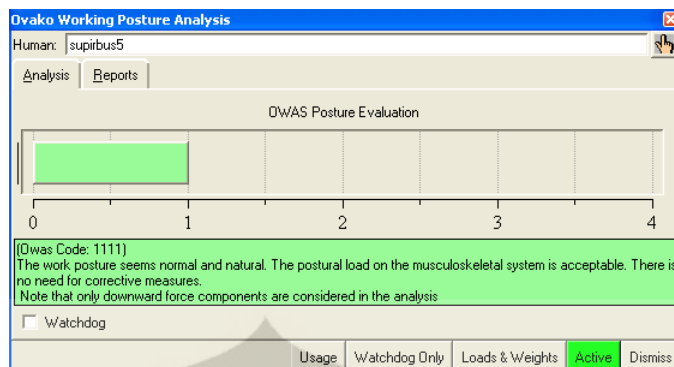 Ovako Working Posture Analysis
Human: supirbus5
Analysis Reports
OWAS Posture Evaluation
0 1 2 3 4
(Owas Code: 1111)
The work posture seems normal and natural. The postural load on the musculoskeletal system is acceptable. There is
no need for corrective measures.
Note that only downward force components are considered in the analysis
Watchdog
Usage Watchdog Only Loads & Weights Active Dismiss